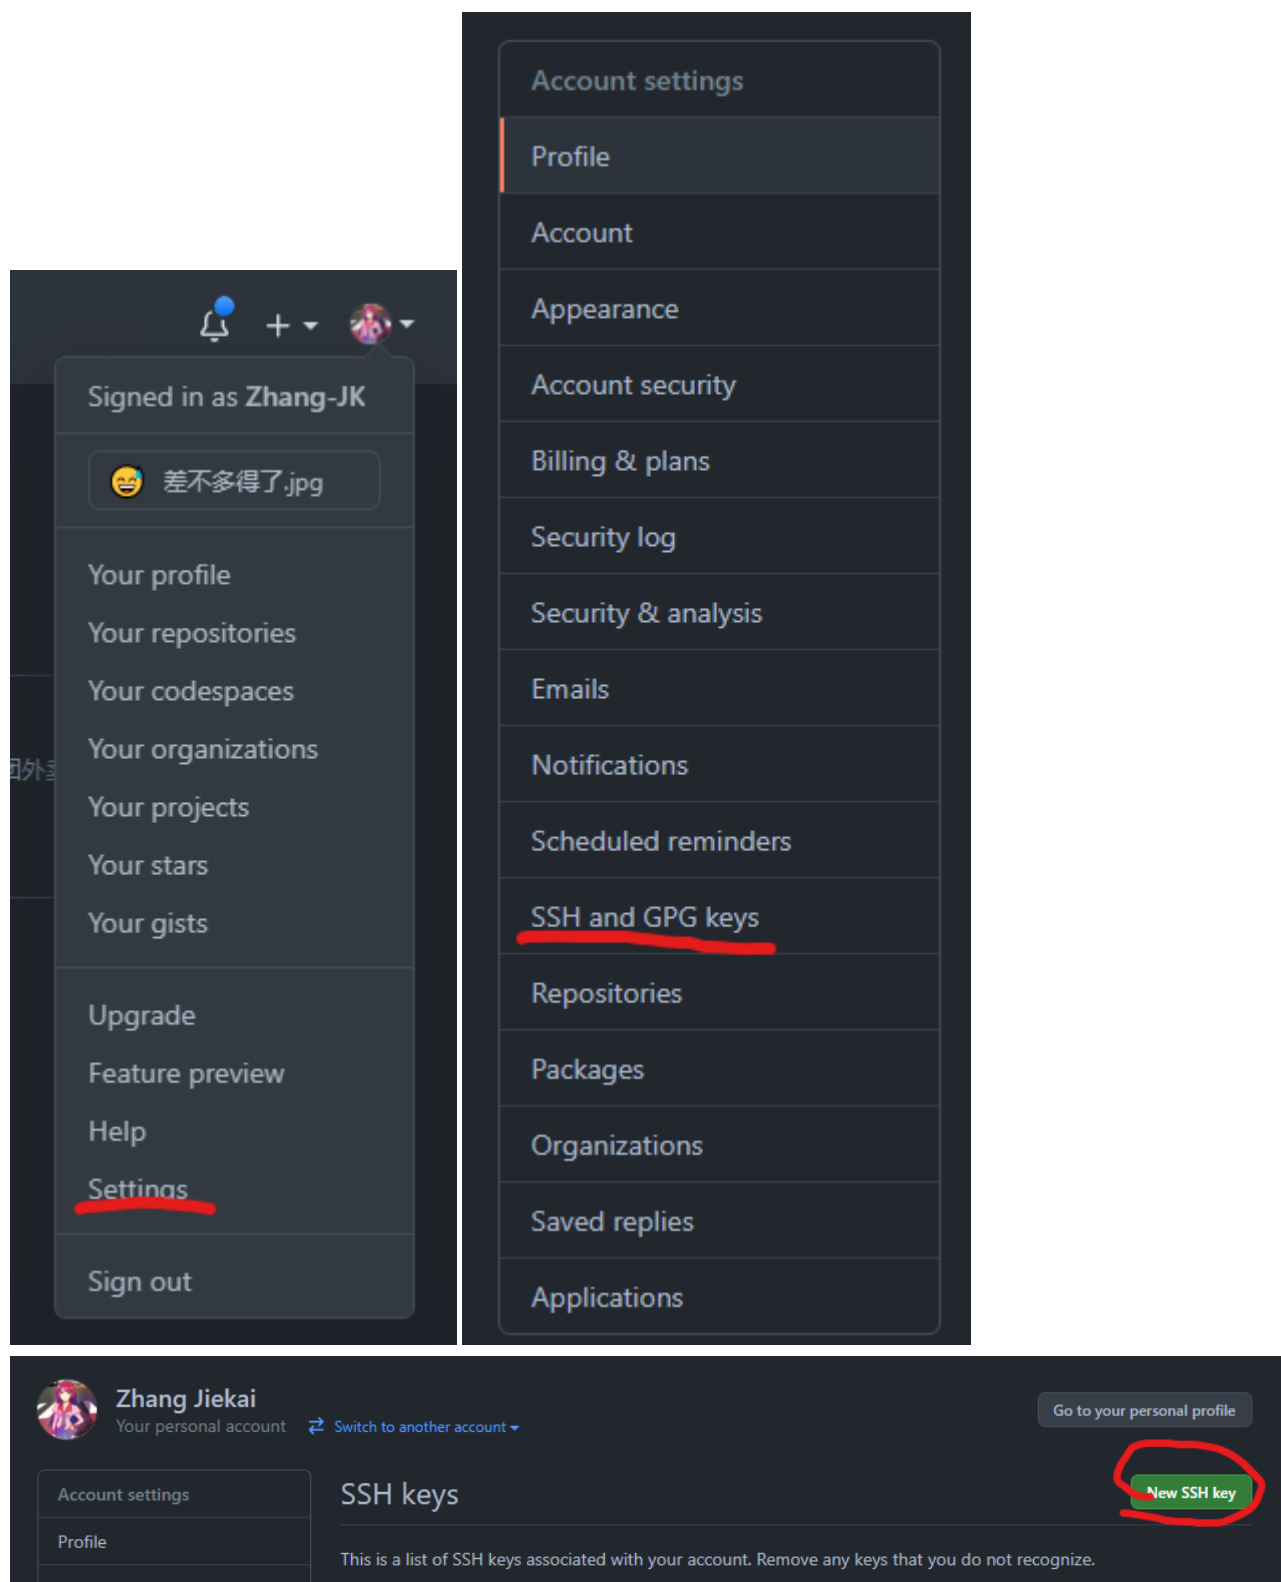 Signed in as Zhang-JK
差不多得了.jpg
Your profile
Your repositories
Your codespaces
Your organizations
Your projects
Your stars
Your gists
Upgrade
Feature preview
Help
Settings
Sign out
Account settings
Profile
Account
Appearance
Account security
Billing & plans
Security log
Security & analysis
Emails
Notifications
Scheduled reminders
SSH and GPG keys
Repositories
Packages
Organizations
Saved replies
Applications
Zhang Jiekai
Your personal account Switch to another account
Go to your personal profile
Account settings
Profile
SSH keys
New SSH key
This is a list of SSH keys associated with your account. Remove any keys that you do not recognize.